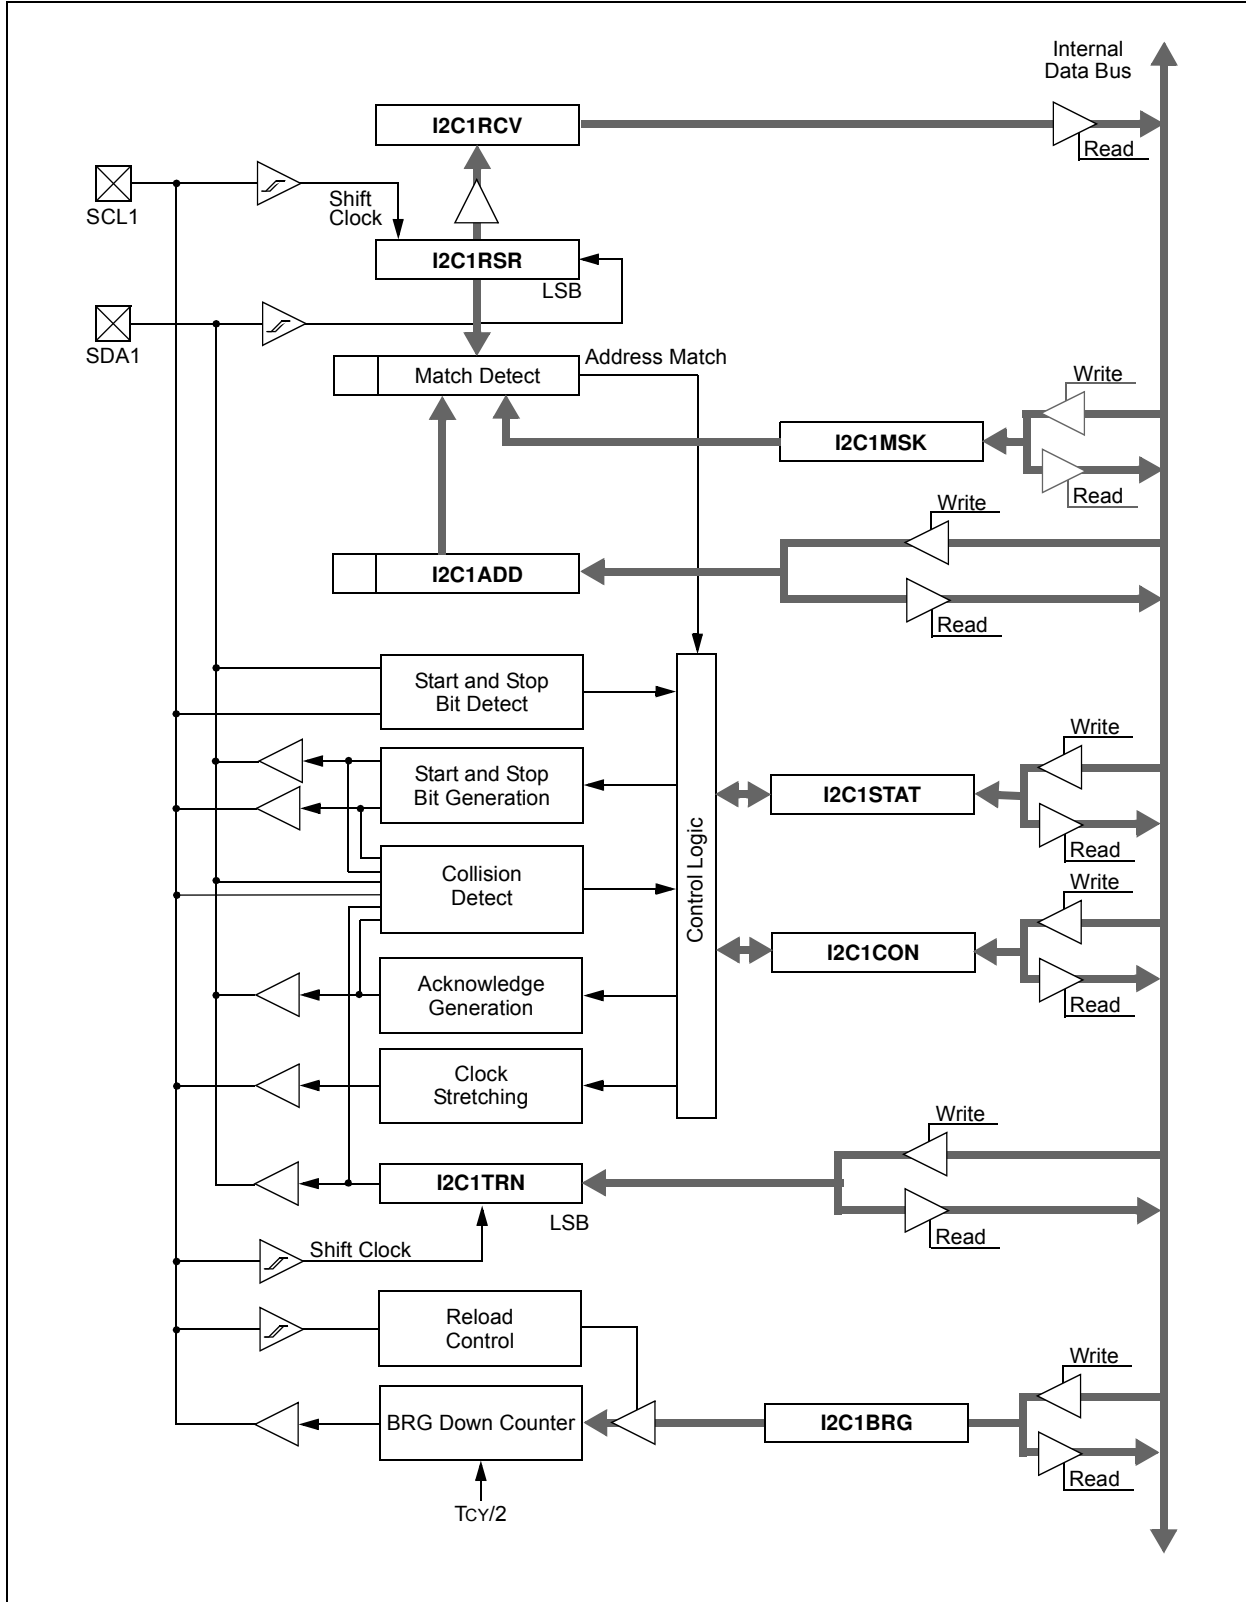 Internal
Data Bus
I2C1RCV
Read
SCL1
Shift
Clock
I2C1RSR
LSB
SDA1
Match Detect
Address Match
Write
I2C1MSK
Read
Write
I2C1ADD
Read
Start and Stop
Bit Detect
Start and Stop
Bit Generation
Collision
Detect
Acknowledge
Generation
Clock
Stretching
Control Logic
Write
I2C1STAT
Read
Write
I2C1CON
Read
Write
I2C1TRN
LSB
Read
Shift Clock
Reload
Control
Write
BRG Down Counter
I2C1BRG
Read
TCY/2